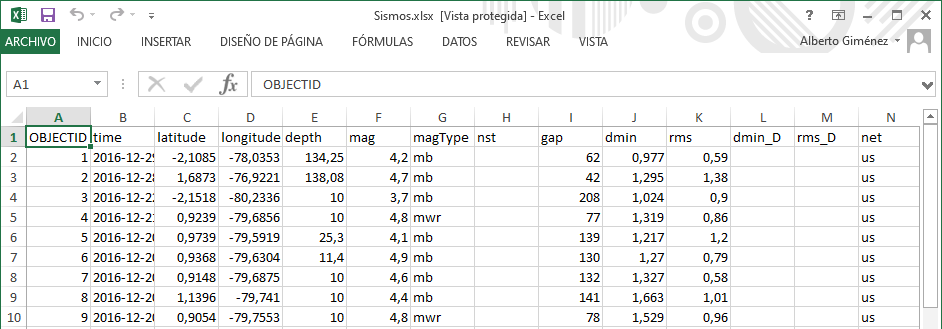 Sismos.xlsx [Vista protegida] - Excel
ARCHIVO INICIO INSERTAR DISEÑO DE PÁGINA FÓRMULAS DATOS REVISAR VISTA Alberto Giménez
A1 fx OBJECTID
A B C D E F G H I J K L M N
1 OBJECTID time latitude longitude depth mag magType nst gap dmin rms dmin_D rms_D net
2 1 2016-12-29 -2,1085 -78,0353 134,25 4,2 mb 62 0,977 0,59 us
3 2 2016-12-28 1,6873 -76,9221 138,08 4,7 mb 42 1,295 1,38 us
4 3 2016-12-22 -2,1518 -80,2336 10 3,7 mb 208 1,024 0,9 us
5 4 2016-12-21 0,9239 -79,6856 10 4,8 mwr 77 1,319 0,86 us
6 5 2016-12-20 0,9739 -79,5919 25,3 4,1 mb 139 1,217 1,2 us
7 6 2016-12-20 0,9368 -79,6304 11,4 4,9 mb 130 1,27 0,79 us
8 7 2016-12-20 0,9148 -79,6875 10 4,6 mb 132 1,327 0,58 us
9 8 2016-12-20 1,1396 -79,741 10 4,4 mb 141 1,663 1,01 us
10 9 2016-12-20 0,9054 -79,7553 10 4,8 mwr 78 1,529 0,96 us